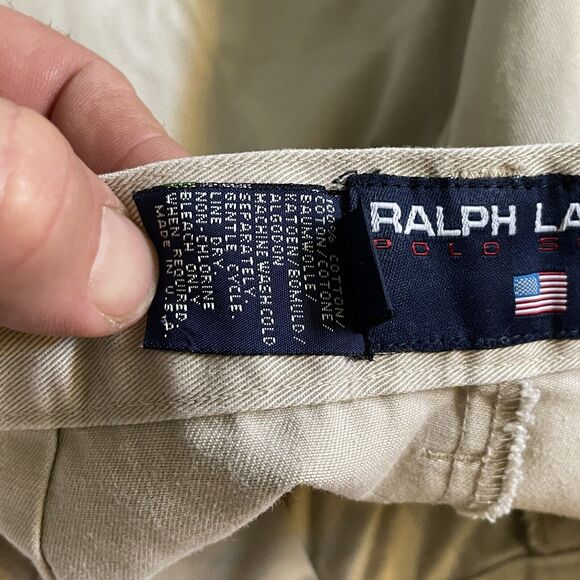 100% COTTON/
COTON/COTONE/
BAUMWOLLE/
BOMULD/
ALGODON
MACHINE WASH COLD
SEPARATELY,
GENTLE CYCLE.
LINE DRY.
NON CHLORINE
BLEACH ONLY
WHEN REQUIRED.
MADE IN U.S.A.
RALPH LA
POLO S